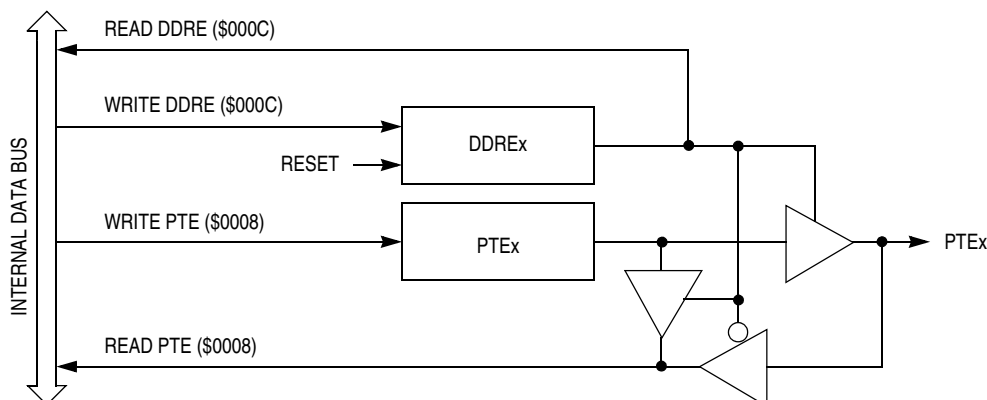 READ DDRE ($000C)
WRITE DDRE ($000C)
DDREx
RESET
WRITE PTE ($0008)
PTEx
PTEx
READ PTE ($0008)
INTERNAL DATA BUS